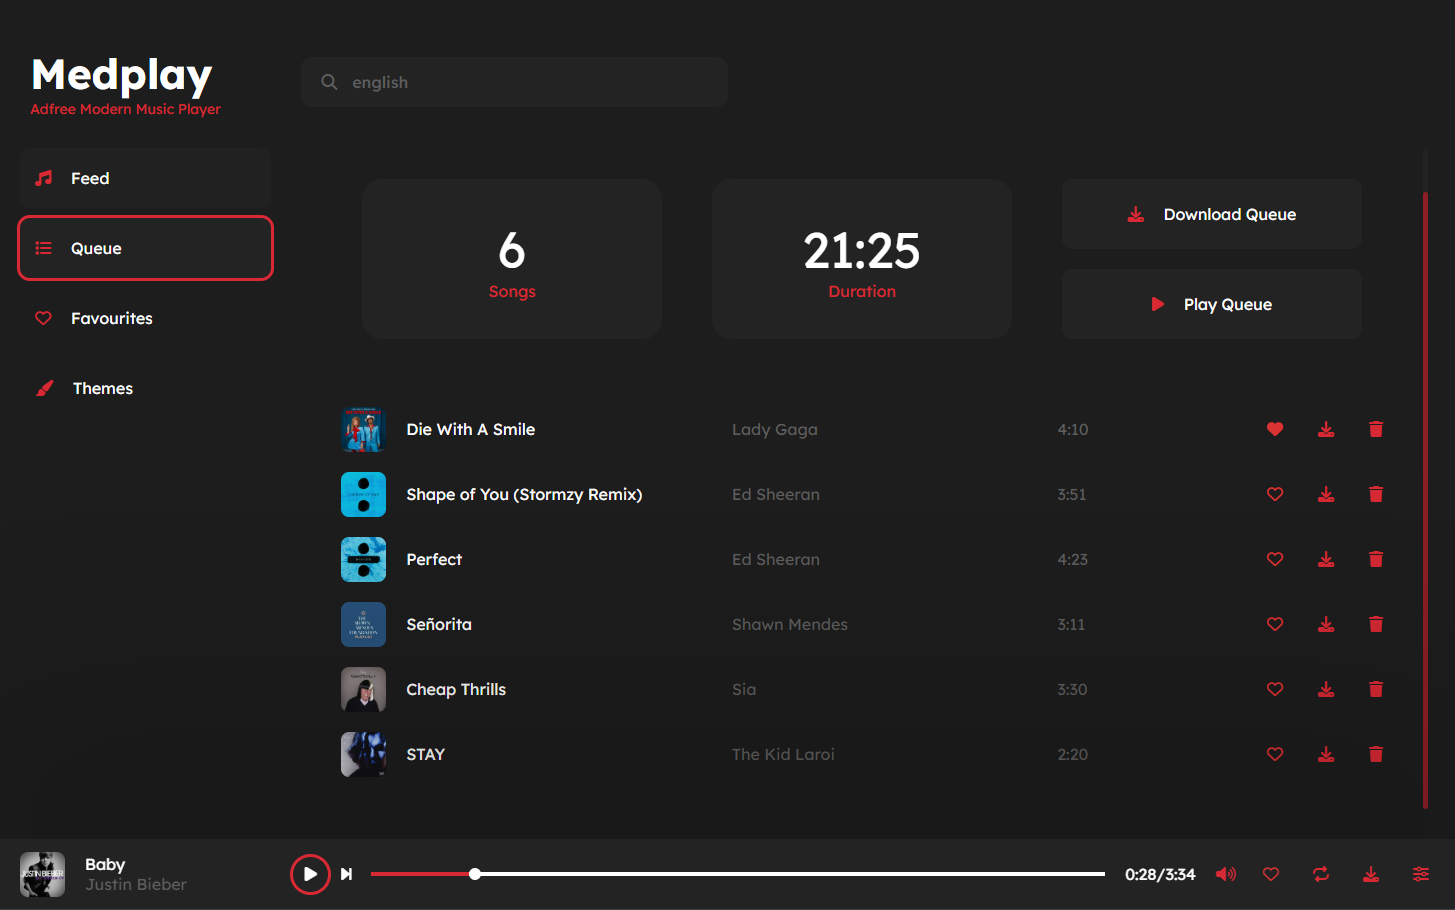 Medplay
Adfree Modern Music Player
english
Feed
Queue
Favourites
Themes
6
Songs
21:25
Duration
Download Queue
Play Queue
Die With A Smile Lady Gaga 4:10
Shape of You (Stormzy Remix) Ed Sheeran 3:51
Perfect Ed Sheeran 4:23
Señorita Shawn Mendes 3:11
Cheap Thrills Sia 3:30
STAY The Kid Laroi 2:20
JUSTIN BIEBER
Baby
Justin Bieber
0:28/3:34